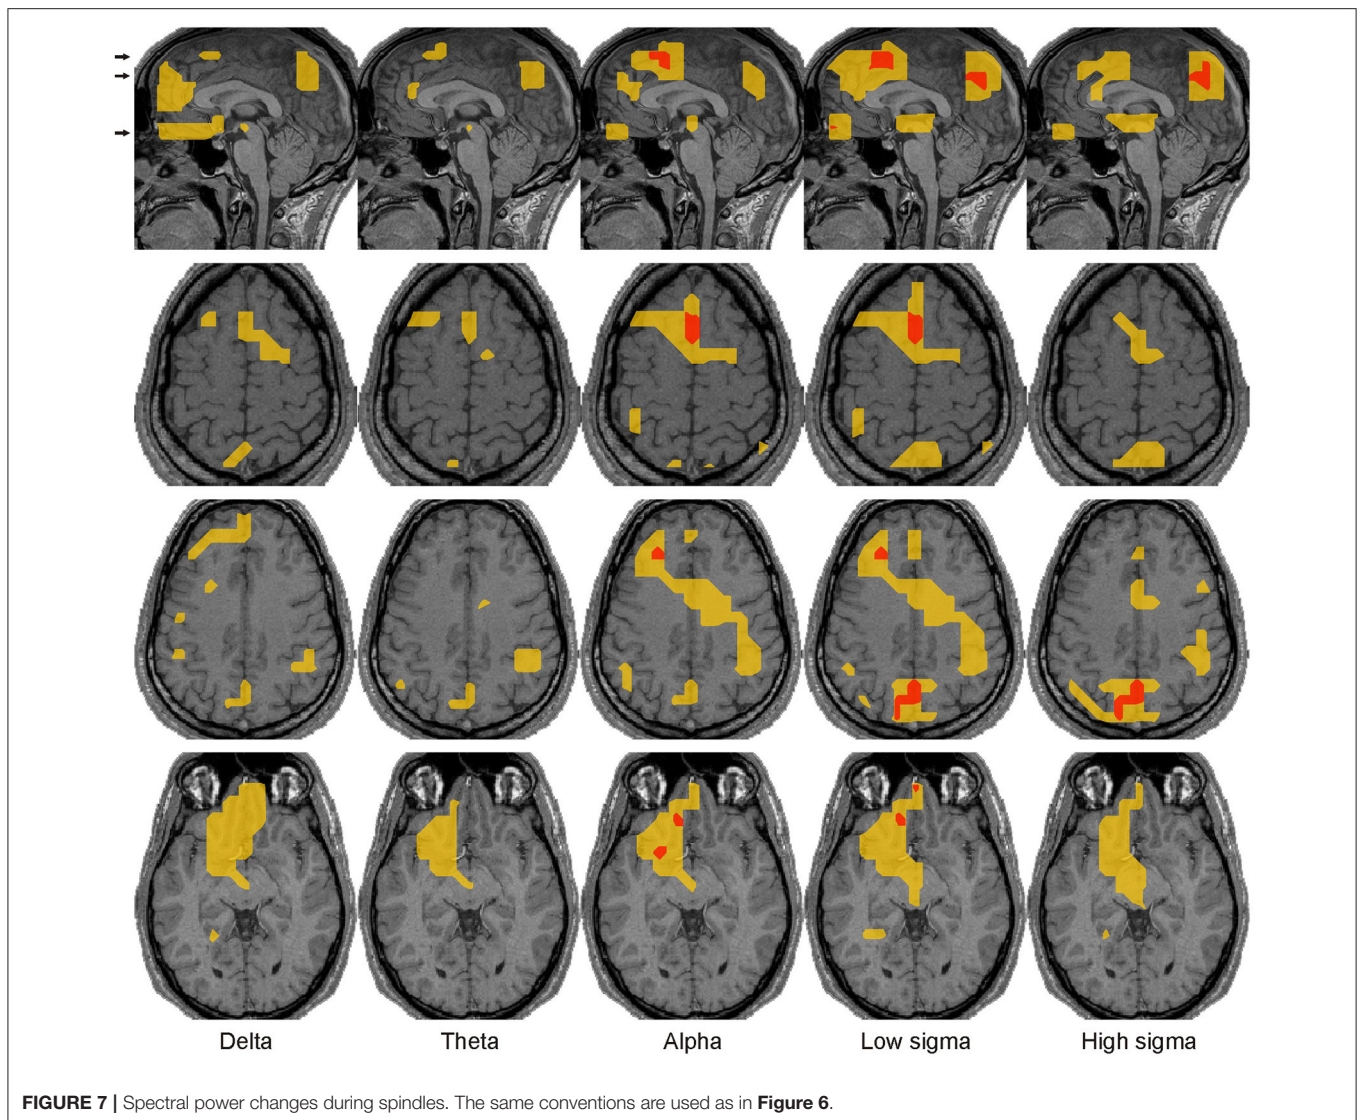 Delta Theta Alpha Low sigma High sigma
FIGURE 7 | Spectral power changes during spindles. The same conventions are used as in Figure 6.